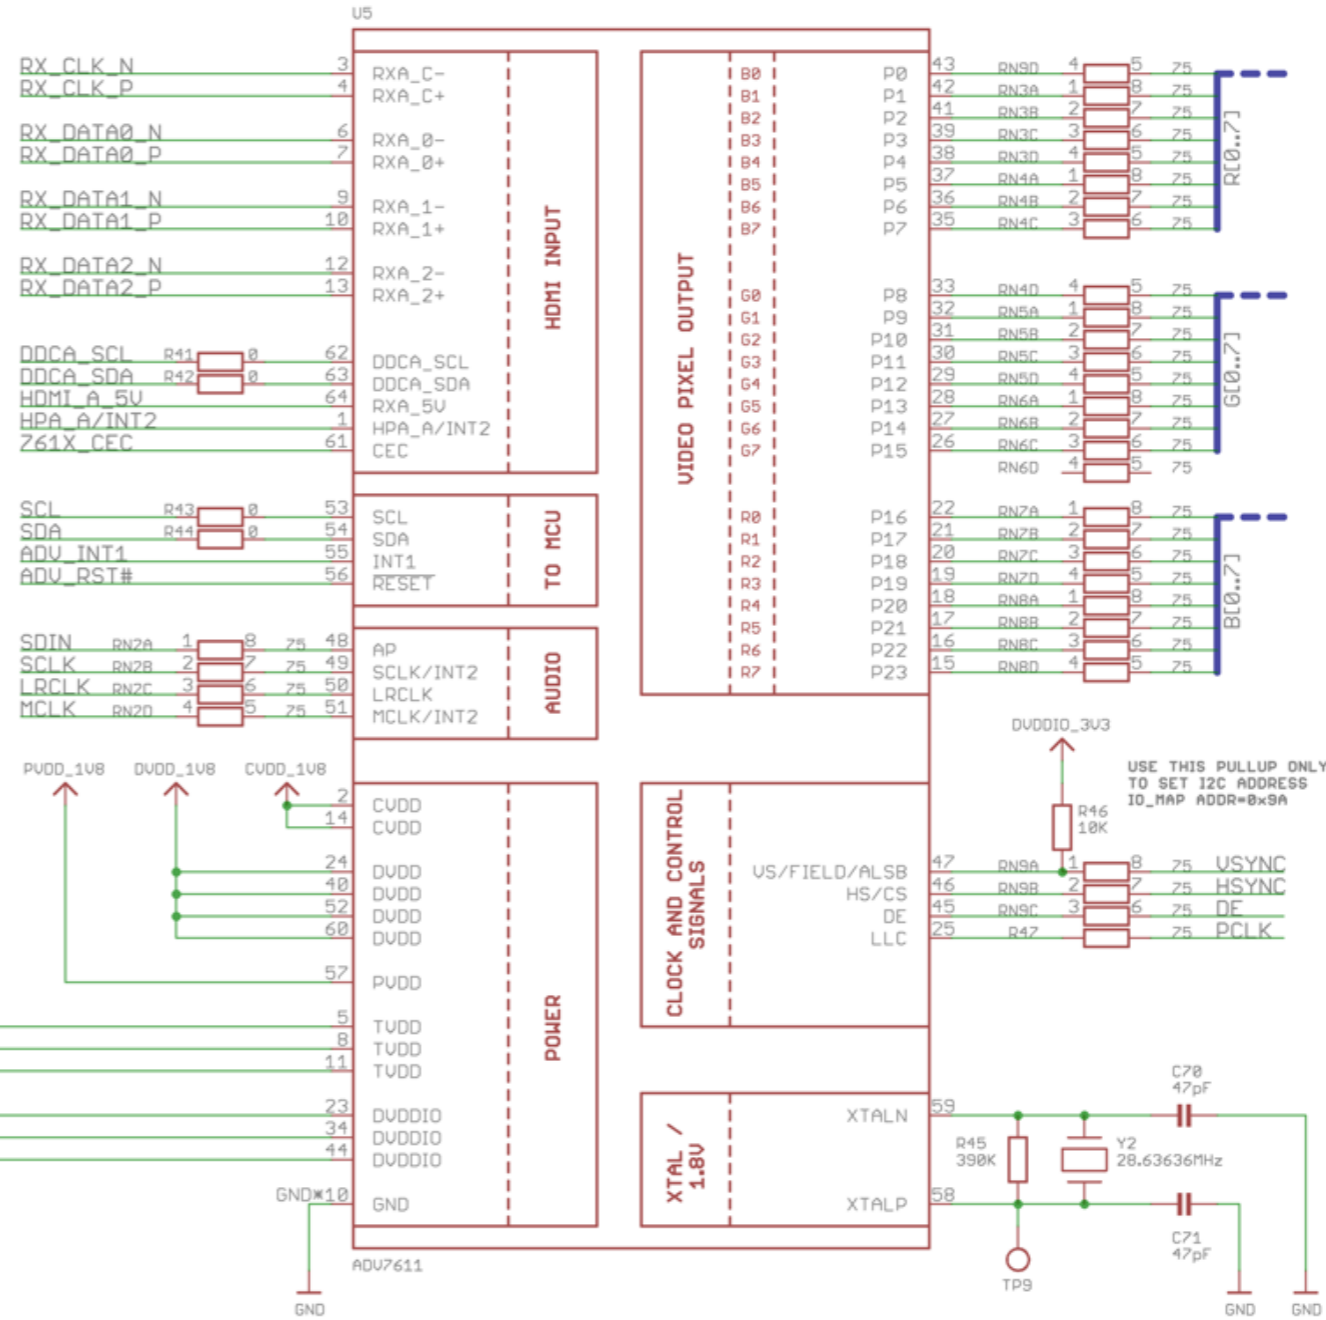 U5
RX_CLK_N 3 RXA_C- B0 P0 43 RN9D 4 5 75
RX_CLK_P 4 RXA_C+ B1 P1 42 RN3A 1 8 75
B2 P2 41 RN3B 2 7 75
RX_DATA0_N 6 RXA_0- B3 P3 39 RN3C 3 6 75
RX_DATA0_P 7 RXA_0+ B4 P4 38 RN3D 4 5 75
B5 P5 37 RN4A 1 8 75
RX_DATA1_N 9 RXA_1- B6 P6 36 RN4B 2 7 75
RX_DATA1_P 10 RXA_1+ B7 P7 35 RN4C 3 6 75
R[0..7]
RX_DATA2_N 12 RXA_2-
RX_DATA2_P 13 RXA_2+ G0 P8 33 RN4D 4 5 75
G1 P9 32 RN5A 1 8 75
G2 P10 31 RN5B 2 7 75
DDCA_SCL R41 0 62 DDCA_SCL G3 P11 30 RN5C 3 6 75
DDCA_SDA R42 0 63 DDCA_SDA G4 P12 29 RN5D 4 5 75
HDMI_A_5V 64 RXA_5V G5 P13 28 RN6A 1 8 75
HPA_A/INT2 1 HPA_A/INT2 G6 P14 27 RN6B 2 7 75
Z61X_CEC 61 CEC G7 P15 26 RN6C 3 6 75
RN6D 4 5 75
G[0..7]
HDMI INPUT
VIDEO PIXEL OUTPUT
SCL R43 0 53 SCL R0 P16 22 RN7A 1 8 75
SDA R44 0 54 SDA R1 P17 21 RN7B 2 7 75
ADV_INT1 55 INT1 R2 P18 20 RN7C 3 6 75
ADV_RST# 56 RESET R3 P19 19 RN7D 4 5 75
R4 P20 18 RN8A 1 8 75
R5 P21 17 RN8B 2 7 75
SDIN RN2A 1 8 75 48 AP R6 P22 16 RN8C 3 6 75
SCLK RN2B 2 7 75 49 SCLK/INT2 R7 P23 15 RN8D 4 5 75
LRCLK RN2C 3 6 75 50 LRCLK
MCLK RN2D 4 5 75 51 MCLK/INT2
B[0..7]
TO MCU
AUDIO
DVDDIO_3V3
PVDD_1V8 DVDD_1V8 CVDD_1V8
USE THIS PULLUP ONLY
TO SET I2C ADDRESS
IO_MAP ADDR=0x9A
2 CVDD
14 CVDD
R46
10K
24 DVDD VS/FIELD/ALSB 47 RN9A 1 8 75 VSYNC
40 DVDD HS/CS 46 RN9B 2 7 75 HSYNC
52 DVDD DE 45 RN9C 3 6 75 DE
60 DVDD LLC 25 R47 75 PCLK
57 PVDD
CLOCK AND CONTROL
SIGNALS
5 TVDD
8 TVDD
11 TVDD
POWER
23 DVDDIO XTALN 59
34 DVDDIO
44 DVDDIO
GND*10 GND XTALP 58
XTAL /
1.8V
C70
47pF
R45
390K
Y2
28.63636MHz
C71
47pF
TP9
ADV7611
GND GND GND